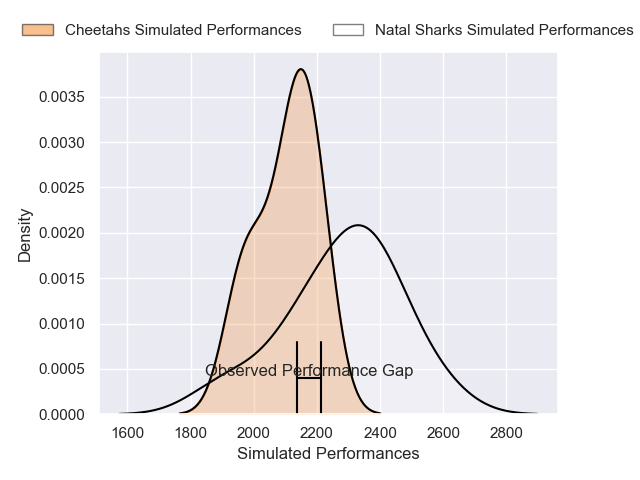 Cheetahs Simulated Performances Natal Sharks Simulated Performances
0.0035
0.0030
0.0025
0.0020
0.0015
0.0010
0.0005
0.0000
Density
Observed Performance Gap
1600 1800 2000 2200 2400 2600 2800
Simulated Performances